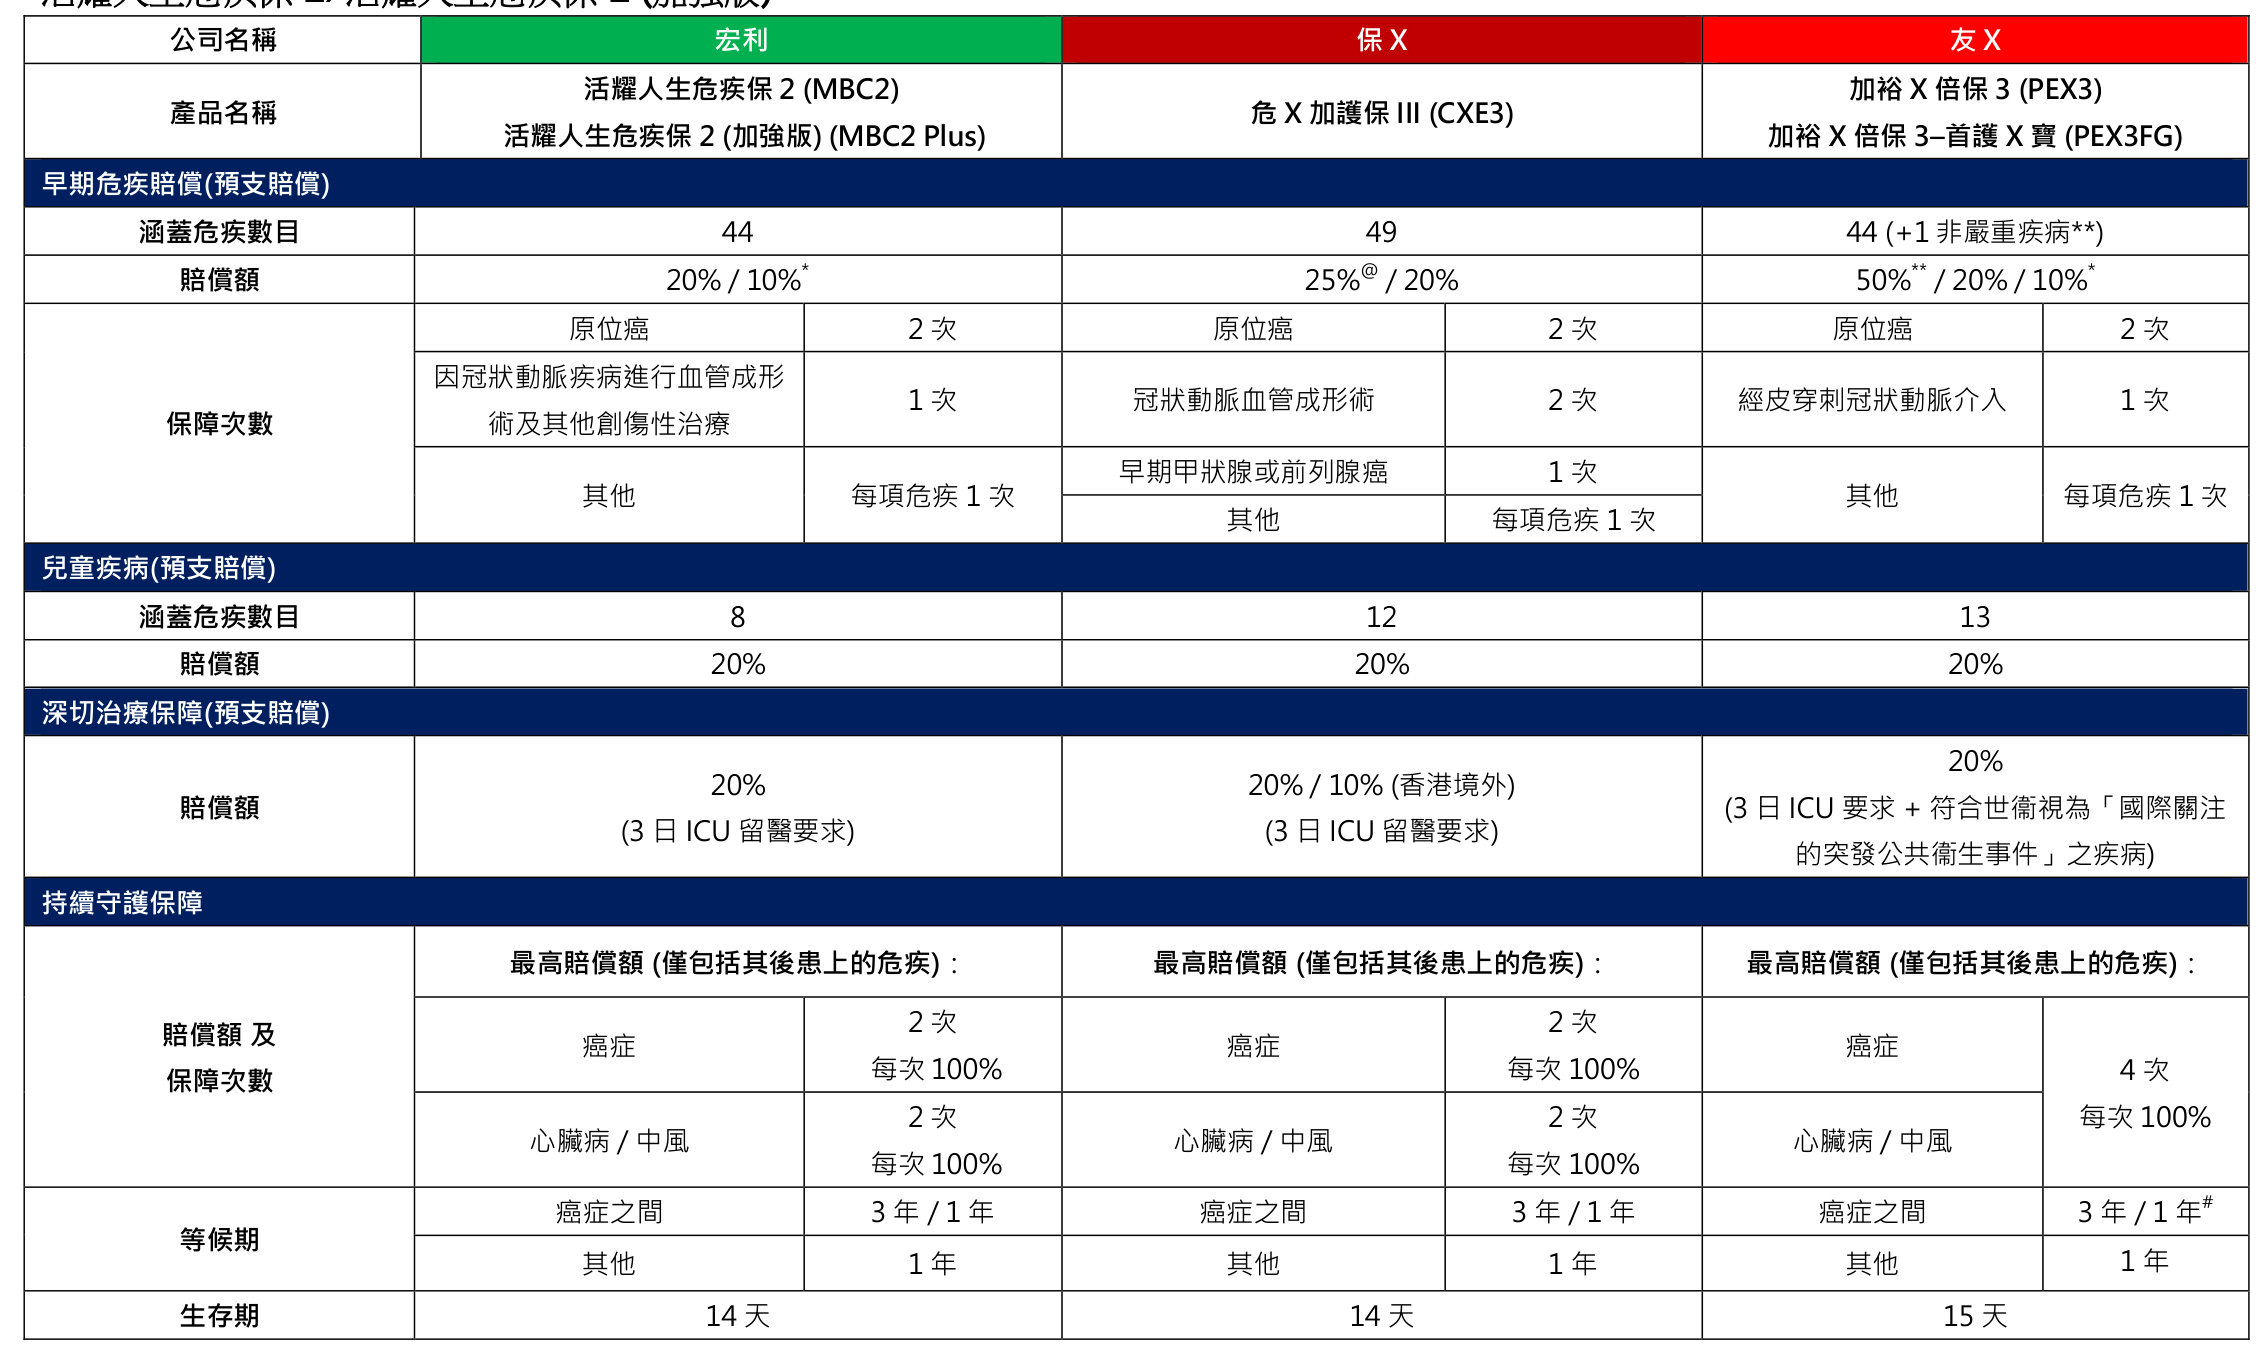 活耀人生危疾保 2/ 活耀人生危疾保 2 (加強版)
公司名稱 宏利 保 X 友 X
產品名稱
活耀人生危疾保 2 (MBC2)
活耀人生危疾保 2 (加強版) (MBC2 Plus)
危 X 加護保 III (CXE3)
加裕 X 倍保 3 (PEX3)
加裕 X 倍保 3–首護 X 寶 (PEX3FG)
早期危疾賠償(預支賠償)
涵蓋危疾數目 44 49 44 (+1 非嚴重疾病**)
賠償額 20% / 10%* 25%@ / 20% 50%** / 20% / 10%*
保障次數
原位癌 2 次
因冠狀動脈疾病進行血管成形
術及其他創傷性治療
1 次
其他 每項危疾 1 次
原位癌 2 次
冠狀動脈血管成形術 2 次
早期甲狀腺或前列腺癌 1 次
其他 每項危疾 1 次
原位癌 2 次
經皮穿刺冠狀動脈介入 1 次
其他 每項危疾 1 次
兒童疾病(預支賠償)
涵蓋危疾數目 8 12 13
賠償額 20% 20% 20%
深切治療保障(預支賠償)
賠償額
20%
(3 日 ICU 留醫要求)
20% / 10% (香港境外)
(3 日 ICU 留醫要求)
20%
(3 日 ICU 要求 + 符合世衞視為「國際關注
的突發公共衞生事件」之疾病)
持續守護保障
賠償額 及
保障次數
最高賠償額 (僅包括其後患上的危疾)：
癌症
2 次
每次 100%
心臟病 / 中風
2 次
每次 100%
最高賠償額 (僅包括其後患上的危疾)：
癌症
2 次
每次 100%
心臟病 / 中風
2 次
每次 100%
最高賠償額 (僅包括其後患上的危疾)：
癌症
心臟病 / 中風
4 次
每次 100%
等候期
癌症之間 3 年 / 1 年
其他 1 年
癌症之間 3 年 / 1 年
其他 1 年
癌症之間 3 年 / 1 年#
其他 1 年
生存期 14 天 14 天 15 天